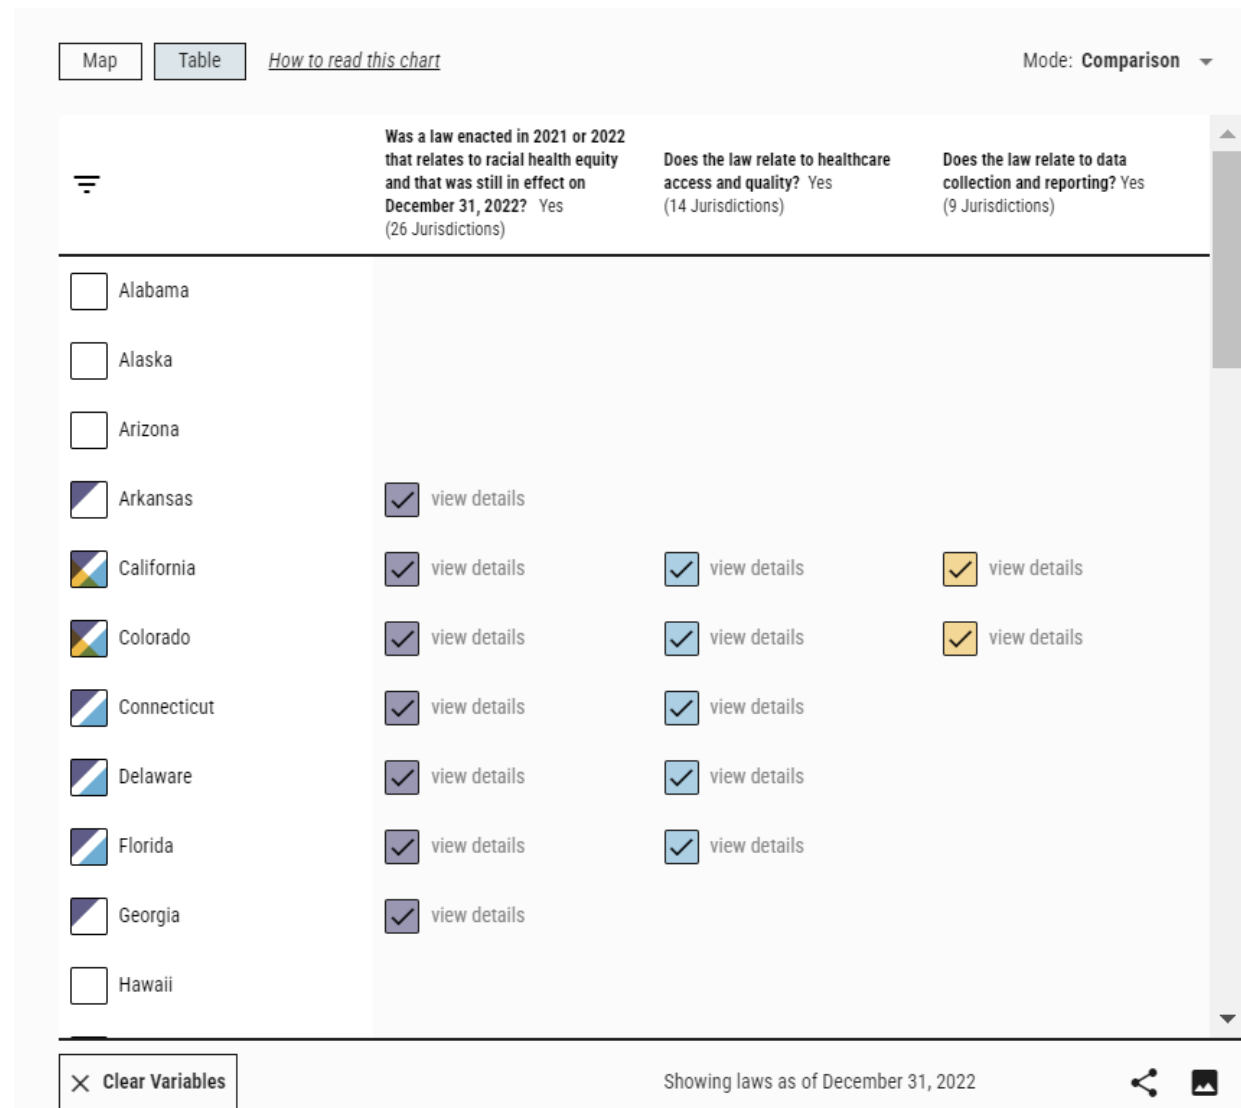 Map Table How to read this chart Mode: Comparison
Was a law enacted in 2021 or 2022
that relates to racial health equity
and that was still in effect on
December 31, 2022? Yes
(26 Jurisdictions)
Does the law relate to healthcare
access and quality? Yes
(14 Jurisdictions)
Does the law relate to data
collection and reporting? Yes
(9 Jurisdictions)
Alabama
Alaska
Arizona
Arkansas view details
California view details view details view details
Colorado view details view details view details
Connecticut view details view details
Delaware view details view details
Florida view details view details
Georgia view details
Hawaii
Clear Variables Showing laws as of December 31, 2022